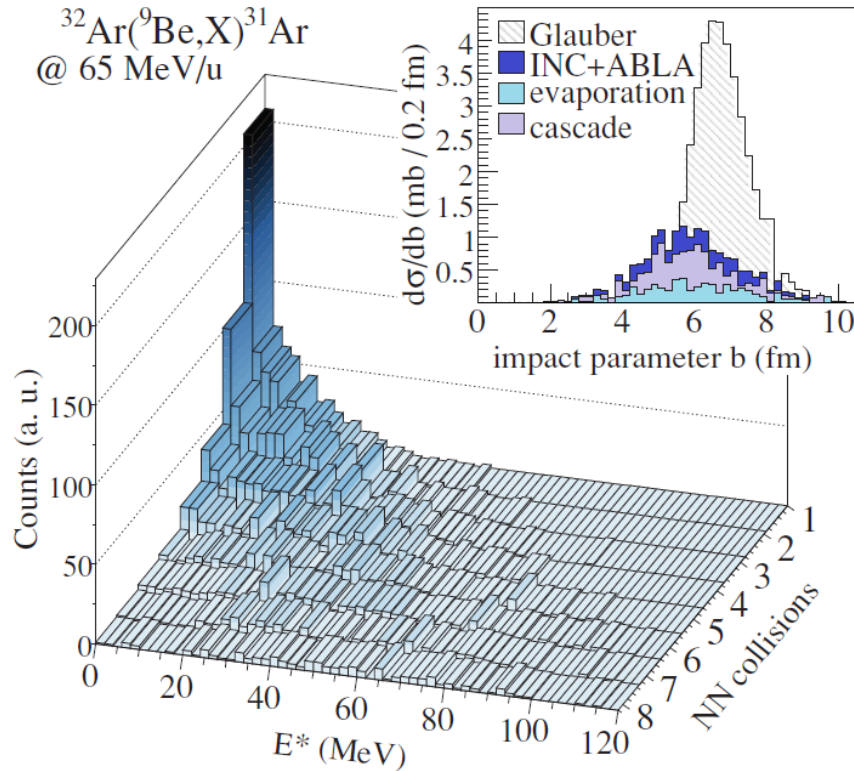 ³²Ar(⁹Be,X)³¹Ar
@ 65 MeV/u
Glauber
INC+ABLA
evaporation
cascade
dσ/db (mb / 0.2 fm)
4
3.5
3
2.5
2
1.5
1
0.5
0 2 4 6 8 10
impact parameter b (fm)
Counts (a. u.)
200
150
100
50
0
0 20 40 60 80 100 120
E* (MeV)
1
2
3
4
5
6
7
8
NN collisions